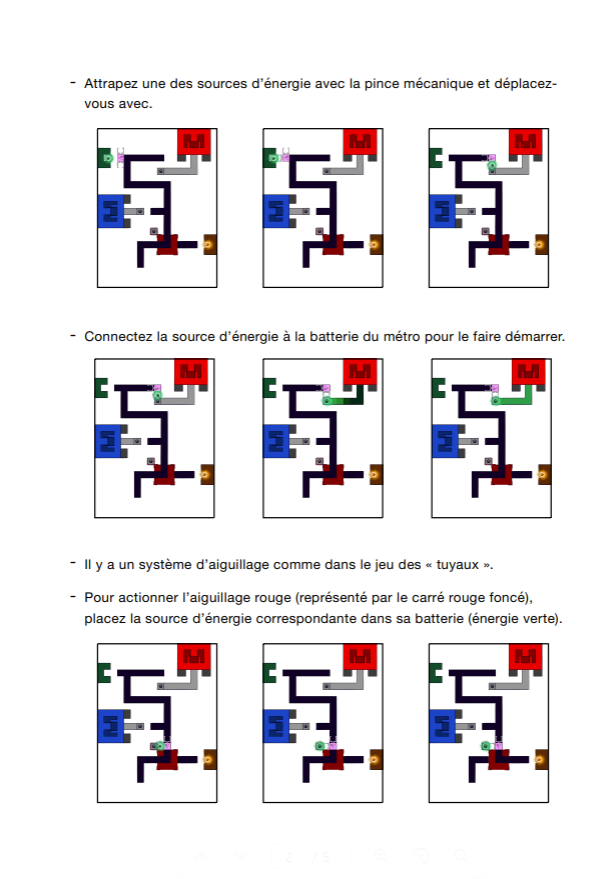 - Attrapez une des sources d'énergie avec la pince mécanique et déplacez-
vous avec.
- Connectez la source d'énergie à la batterie du métro pour le faire démarrer.
- Il y a un système d'aiguillage comme dans le jeu des « tuyaux ».
- Pour actionner l'aiguillage rouge (représenté par le carré rouge foncé),
placez la source d'énergie correspondante dans sa batterie (énergie verte).
2 / 5